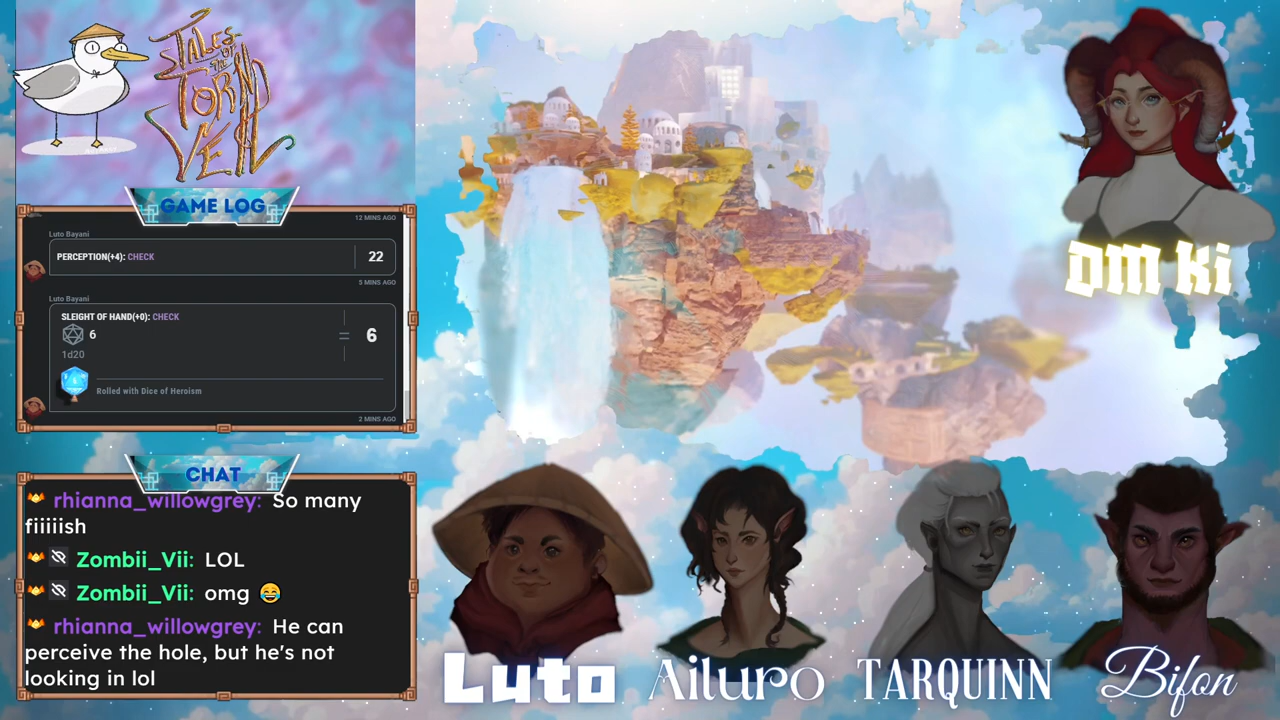 TALES
OF
THE
TORN
VEIL
GAME LOG
12 MINS AGO
Luto Bayani
PERCEPTION(+4): CHECK
22
5 MINS AGO
Luto Bayani
SLEIGHT OF HAND(+0): CHECK
6
= 6
1d20
Rolled with Dice of Heroism
2 MINS AGO
CHAT
rhianna_willowgrey: So many
fiiiiish
Zombii_Vii: LOL
Zombii_Vii: omg 😂
rhianna_willowgrey: He can
perceive the hole, but he's not
looking in lol
DM Ki
Luto
Ailuro
TARQUINN
Bifon